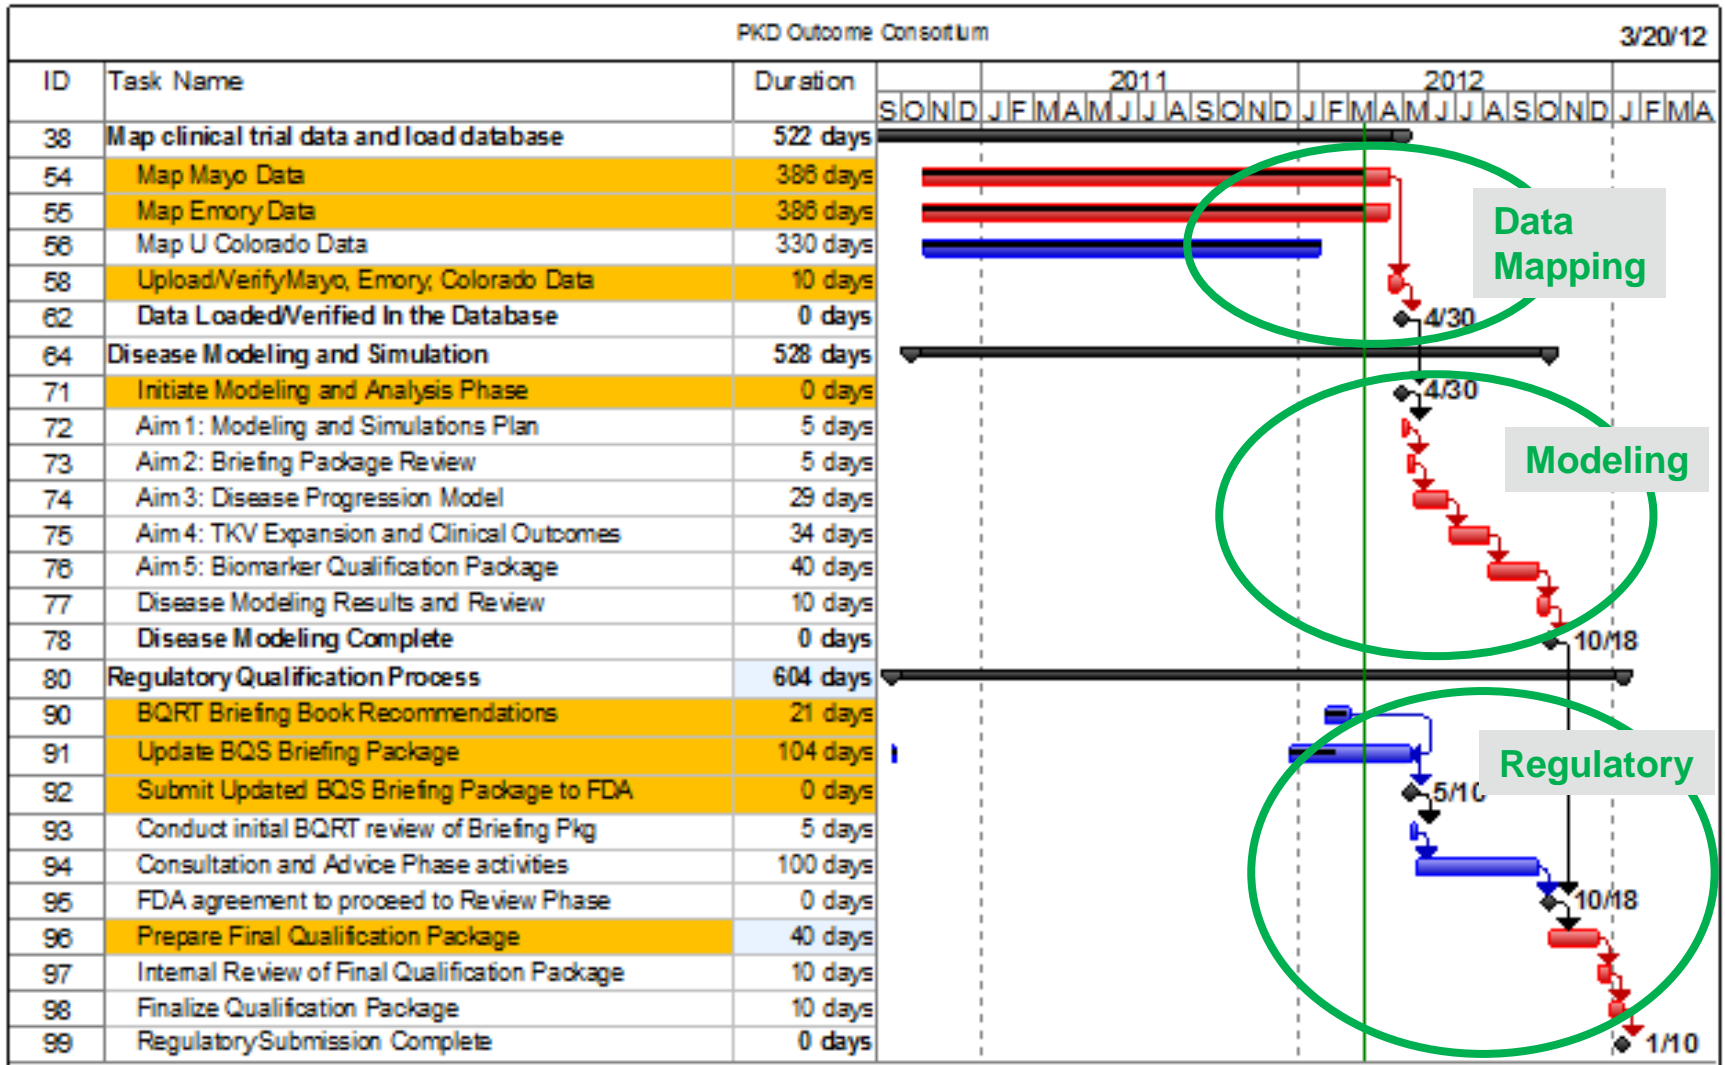 PKD Outcome Consortium
3/20/12
ID Task Name Duration 2011 2012
S O N D J F M A M J J A S O N D J F M A M J J A S O N D J F M A
38 Map clinical trial data and load database 522 days
54 Map Mayo Data 386 days
55 Map Emory Data 386 days
56 Map U Colorado Data 330 days
58 Upload/Verify Mayo, Emory, Colorado Data 10 days
62 Data Loaded/Verified In the Database 0 days 4/30
Data
Mapping
64 Disease Modeling and Simulation 528 days
71 Initiate Modeling and Analysis Phase 0 days 4/30
72 Aim 1: Modeling and Simulations Plan 5 days
73 Aim 2: Briefing Package Review 5 days
Modeling
74 Aim 3: Disease Progression Model 29 days
75 Aim 4: TKV Expansion and Clinical Outcomes 34 days
76 Aim 5: Biomarker Qualification Package 40 days
77 Disease Modeling Results and Review 10 days
78 Disease Modeling Complete 0 days 10/18
80 Regulatory Qualification Process 604 days
90 BQRT Briefing Book Recommendations 21 days
91 Update BQS Briefing Package 104 days
Regulatory
92 Submit Updated BQS Briefing Package to FDA 0 days 5/10
93 Conduct initial BQRT review of Briefing Pkg 5 days
94 Consultation and Advice Phase activities 100 days
95 FDA agreement to proceed to Review Phase 0 days 10/18
96 Prepare Final Qualification Package 40 days
97 Internal Review of Final Qualification Package 10 days
98 Finalize Qualification Package 10 days
99 Regulatory Submission Complete 0 days 1/10